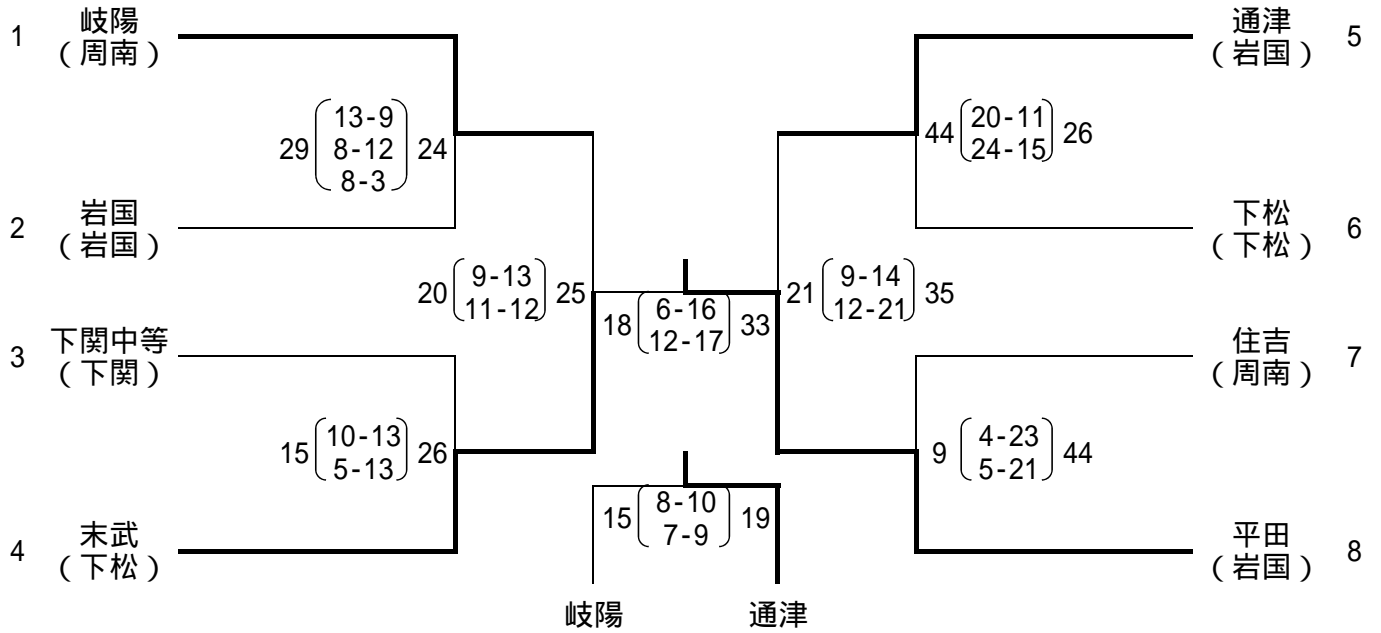 1 岐陽 (周南)
2 岩国 (岩国)
3 下関中等 (下関)
4 末武 (下松)
29 13-9 8-12 8-3 24
15 10-13 5-13 26
20 9-13 11-12 25
18 6-16 12-17 33
15 8-10 7-9 19
岐陽 通津
21 9-14 12-21 35
44 20-11 24-15 26
9 4-23 5-21 44
通津 (岩国) 5
下松 (下松) 6
住吉 (周南) 7
平田 (岩国) 8